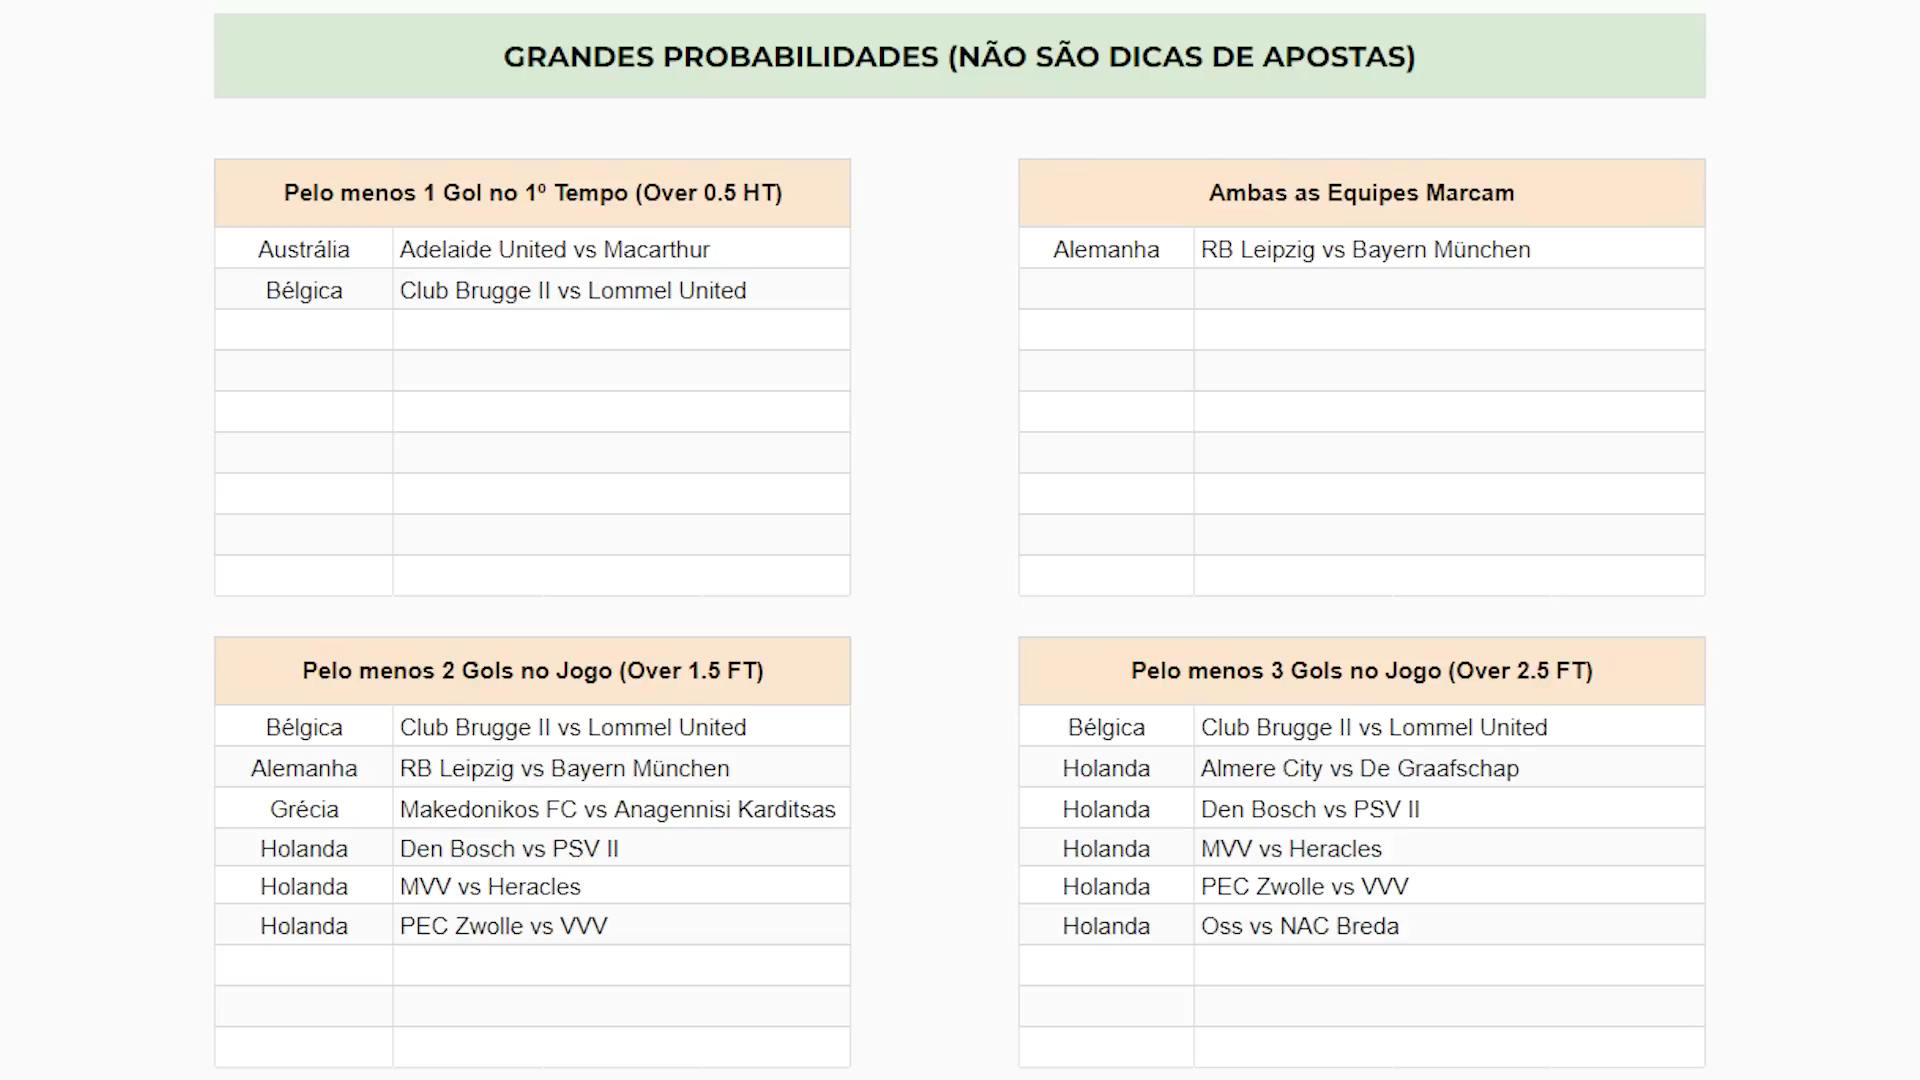 GRANDES PROBABILIDADES (NÃO SÃO DICAS DE APOSTAS)
Pelo menos 1 Gol no 1º Tempo (Over 0.5 HT)
Austrália Adelaide United vs Macarthur
Bélgica Club Brugge II vs Lommel United
Ambas as Equipes Marcam
Alemanha RB Leipzig vs Bayern München
Pelo menos 2 Gols no Jogo (Over 1.5 FT)
Bélgica Club Brugge II vs Lommel United
Alemanha RB Leipzig vs Bayern München
Grécia Makedonikos FC vs Anagennisi Karditsas
Holanda Den Bosch vs PSV II
Holanda MVV vs Heracles
Holanda PEC Zwolle vs VVV
Pelo menos 3 Gols no Jogo (Over 2.5 FT)
Bélgica Club Brugge II vs Lommel United
Holanda Almere City vs De Graafschap
Holanda Den Bosch vs PSV II
Holanda MVV vs Heracles
Holanda PEC Zwolle vs VVV
Holanda Oss vs NAC Breda